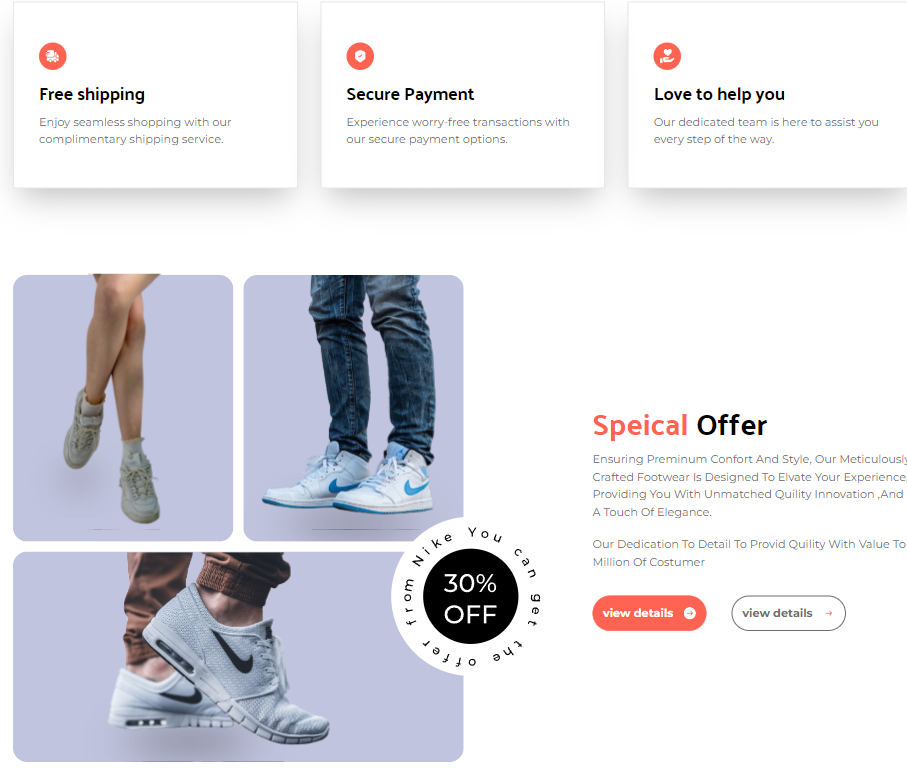 Free shipping
Enjoy seamless shopping with our
complimentary shipping service.
Secure Payment
Experience worry-free transactions with
our secure payment options.
Love to help you
Our dedicated team is here to assist you
every step of the way.
Speical Offer
Ensuring Preminum Confort And Style, Our Meticulously
Crafted Footwear Is Designed To Elvate Your Experience,
Providing You With Unmatched Quility Innovation ,And
A Touch Of Elegance.
Our Dedication To Detail To Provid Quility With Value To
Million Of Costumer
view details
view details
from Nike You can get the offer
30%
OFF